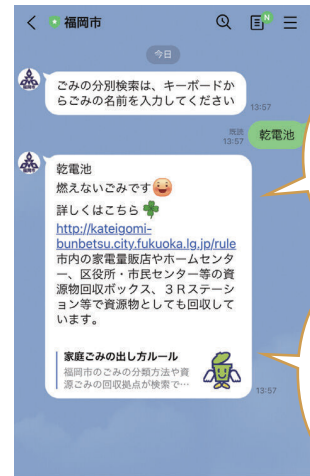 福岡市
N
今日
ごみの分別検索は、キーボードか
らごみの名前を入力してください
13:57
既読
13:57
乾電池
乾電池
燃えないごみです
詳しくはこちら
http://kateigomi-
bunbetsu.city.fukuoka.lg.jp/rule
市内の家電量販店やホームセンタ
ー、区役所・市民センター等の資
源物回収ボックス、３Ｒステーシ
ョン等で資源物としても回収して
います。
家庭ごみの出し方ルール
福岡市のごみの分類方法や資
源ごみの回収拠点が検索で…
13:57